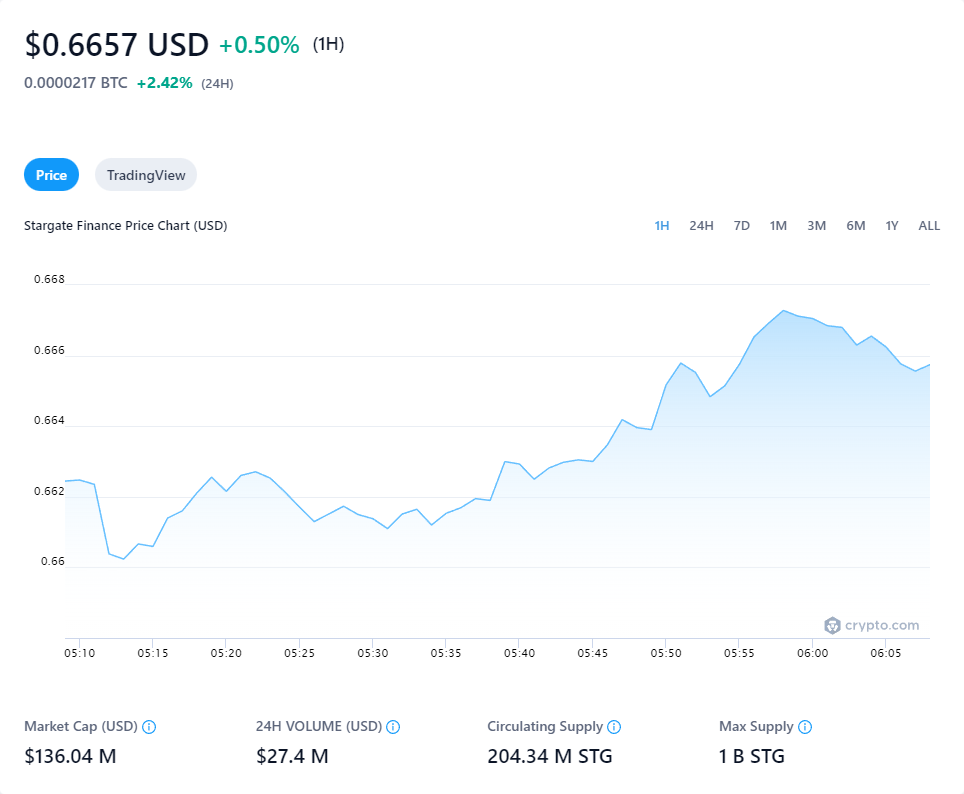 $0.6657 USD +0.50% (1H)
0.0000217 BTC +2.42% (24H)
Price TradingView
Stargate Finance Price Chart (USD) 1H 24H 7D 1M 3M 6M 1Y ALL
0.668
0.666
0.664
0.662
0.66
crypto.com
05:10 05:15 05:20 05:25 05:30 05:35 05:40 05:45 05:50 05:55 06:00 06:05
Market Cap (USD) 24H VOLUME (USD) Circulating Supply Max Supply
$136.04 M $27.4 M 204.34 M STG 1 B STG